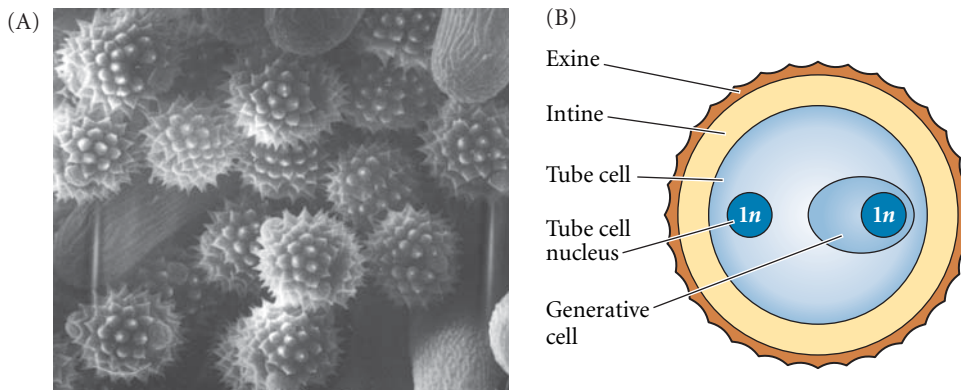 (A)
(B)
Exine
Intine
Tube cell
Tube cell
nucleus
Generative
cell
1n
1n